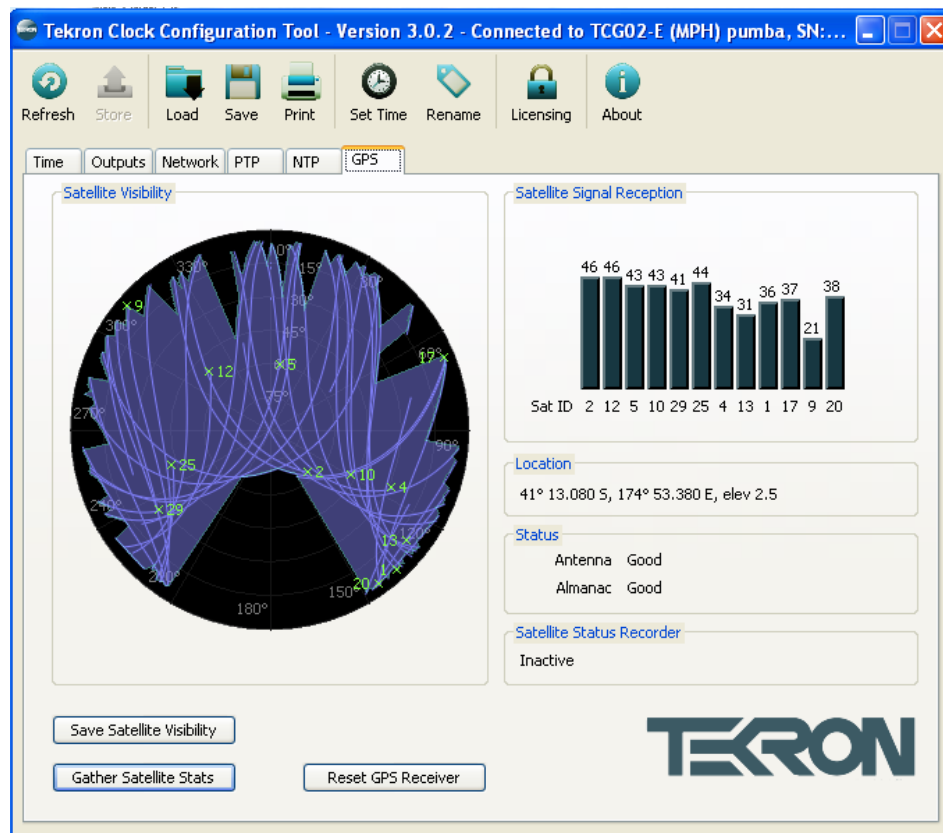 Tekron Clock Configuration Tool - Version 3.0.2 - Connected to TCG02-E (MPH) pumba, SN:...
Refresh Store Load Save Print Set Time Rename Licensing About
Time Outputs Network PTP NTP GPS
Satellite Visibility
0°
15°
330°
30°
30°
45°
300°
60°
75°
270°
90°
240°
120°
210°
150°
180°
9
17
5
12
2
10
25
4
29
13
1
20
Satellite Signal Reception
46 46 43 43 41 44 34 31 36 37 21 38
Sat ID 2 12 5 10 29 25 4 13 1 17 9 20
Location
41° 13.080 S, 174° 53.380 E, elev 2.5
Status
Antenna Good
Almanac Good
Satellite Status Recorder
Inactive
Save Satellite Visibility
Gather Satellite Stats
Reset GPS Receiver
TEKRON